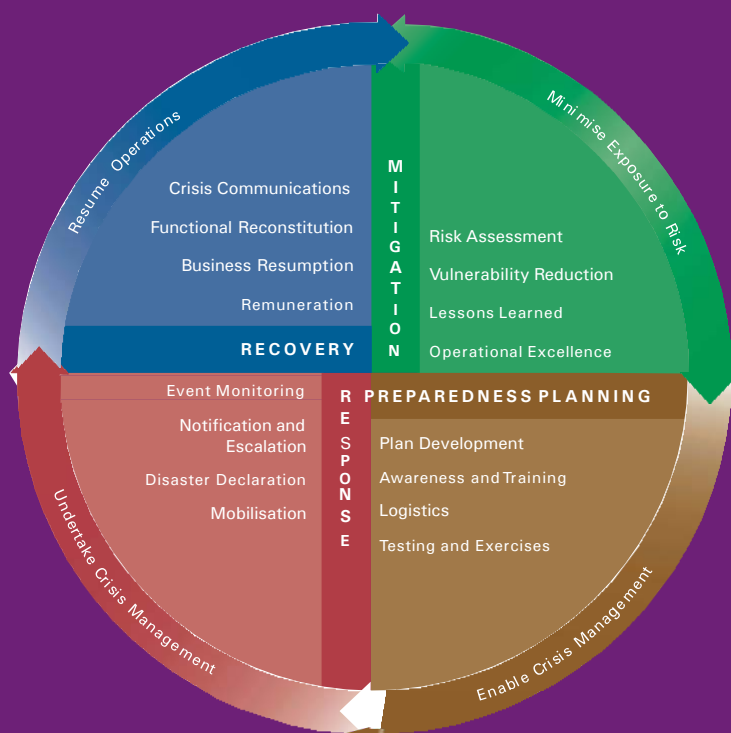 Resume Operations
Crisis Communications
Functional Reconstitution
Business Resumption
Remuneration
RECOVERY
Minimise Exposure to Risk
MITIGATION
Risk Assessment
Vulnerability Reduction
Lessons Learned
Operational Excellence
Event Monitoring
Notification and
Escalation
Disaster Declaration
Mobilisation
RESPONSE
Undertake Crisis Management
PREPAREDNESS PLANNING
Plan Development
Awareness and Training
Logistics
Testing and Exercises
Enable Crisis Management